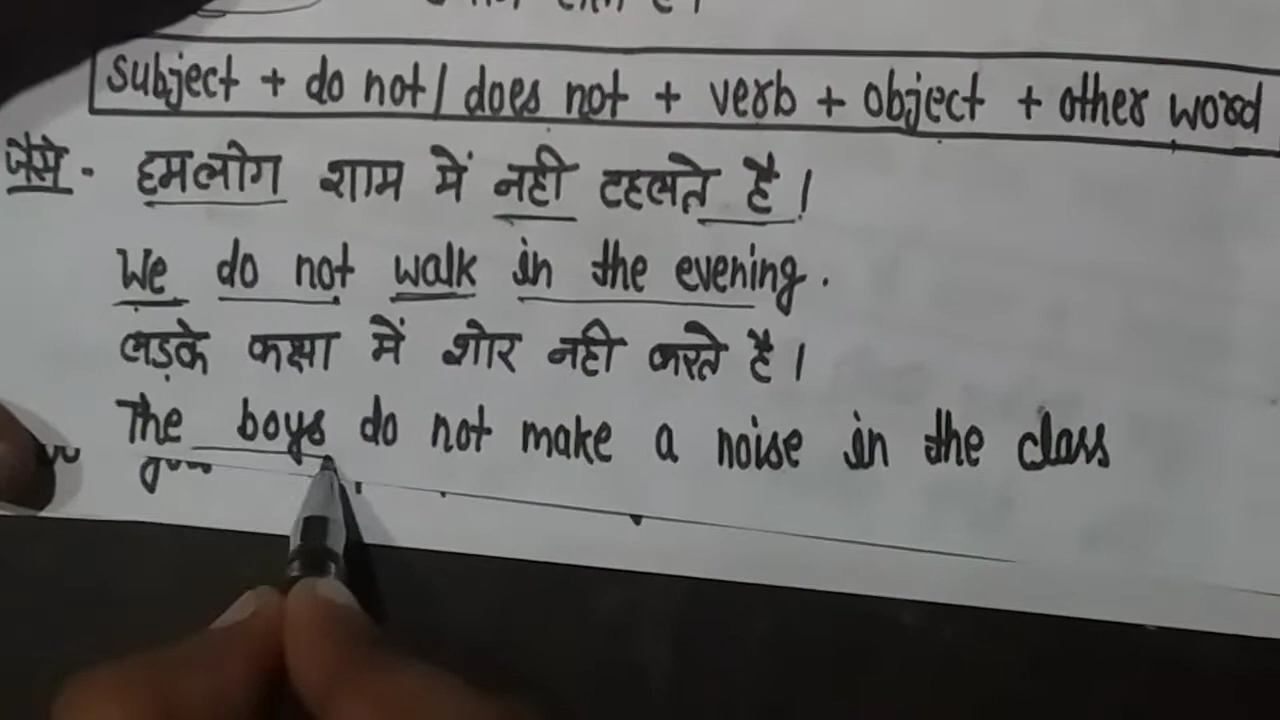 subject + do not / does not + verb + object + other word
जैसे - हमलोग शाम में नही टहलते है।
We do not walk in the evening.
लड़के कक्षा में शोर नही करते है।
The boys do not make a noise in the class